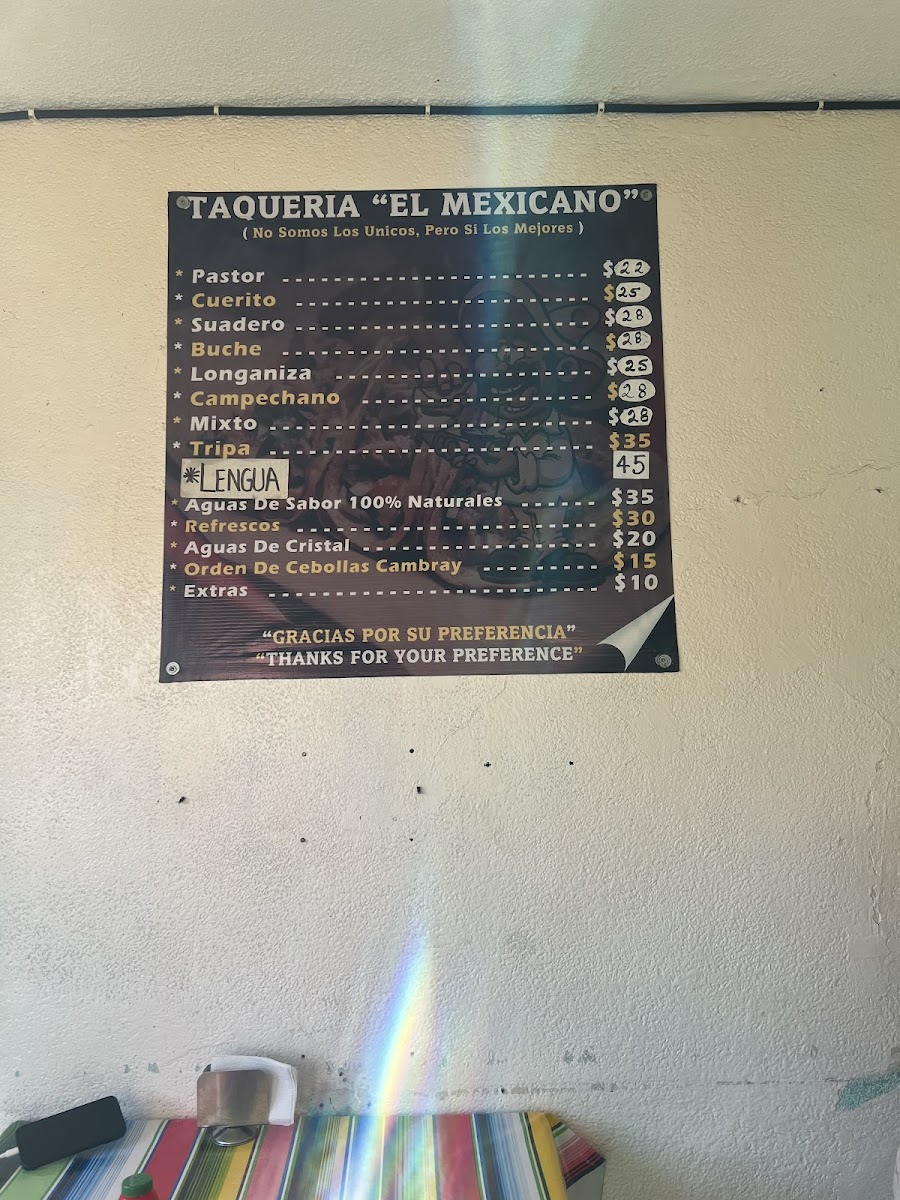 TAQUERIA “EL MEXICANO”
( No Somos Los Unicos, Pero Si Los Mejores )
* Pastor ------------------------ $22
* Cuerito ----------------------- $25
* Suadero ----------------------- $28
* Buche ------------------------ $28
* Longaniza -------------------- $25
* Campechano ------------------ $28
* Mixto ------------------------- $28
* Tripa ------------------------- $35
*LENGUA 45
* Aguas De Sabor 100% Naturales ------ $35
* Refrescos ----------------------- $30
* Aguas De Cristal ------------------ $20
* Orden De Cebollas Cambray -------- $15
* Extras -------------------------- $10
“GRACIAS POR SU PREFERENCIA”
“THANKS FOR YOUR PREFERENCE”